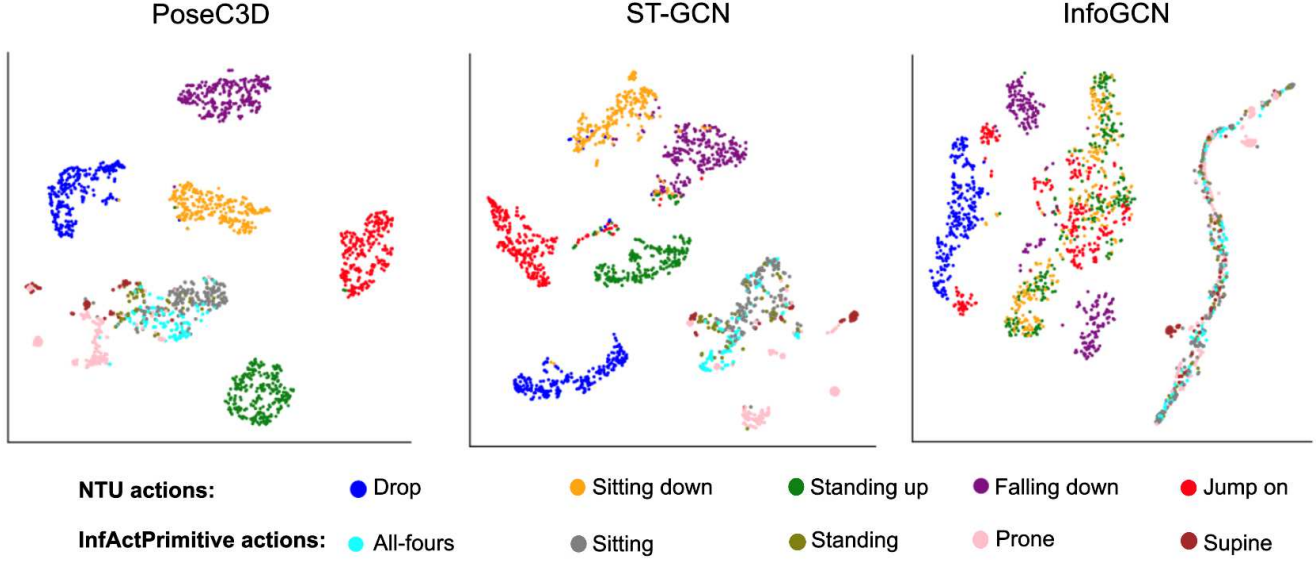 PoseC3D ST-GCN InfoGCN
NTU actions: Drop Sitting down Standing up Falling down Jump on
InfActPrimitive actions: All-fours Sitting Standing Prone Supine